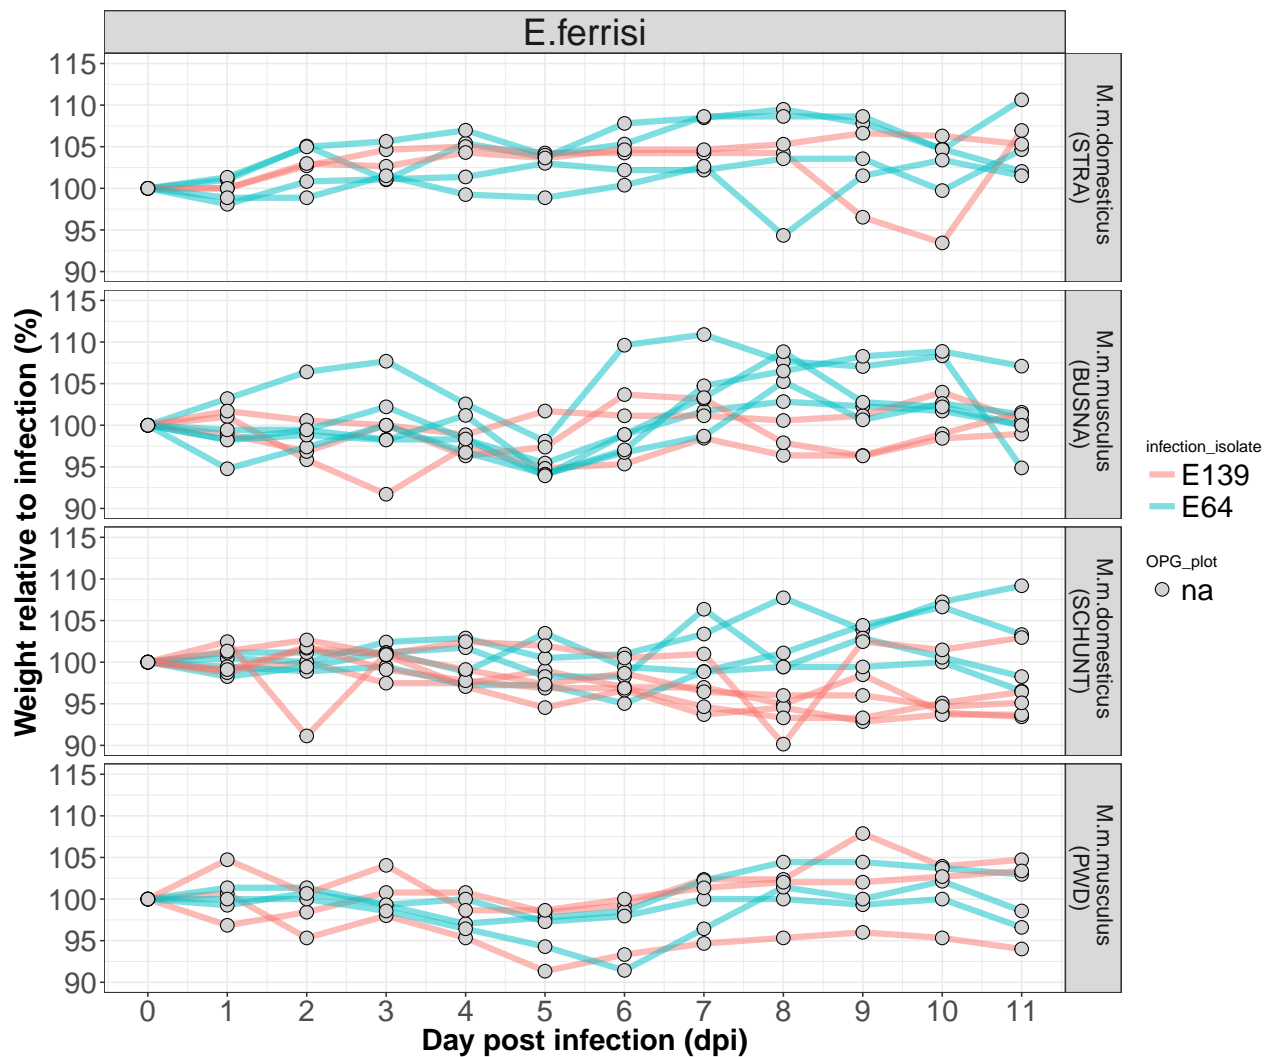 E.ferrisi
115
110
105
100
95
90
M.m.domesticus
(STRA)
115
110
105
100
95
90
M.m.musculus
(BUSNA)
115
110
105
100
95
90
M.m.domesticus
(SCHUNT)
115
110
105
100
95
90
M.m.musculus
(PWD)
Weight relative to infection (%)
0 1 2 3 4 5 6 7 8 9 10 11
Day post infection (dpi)
infection_isolate
E139
E64
OPG_plot
na